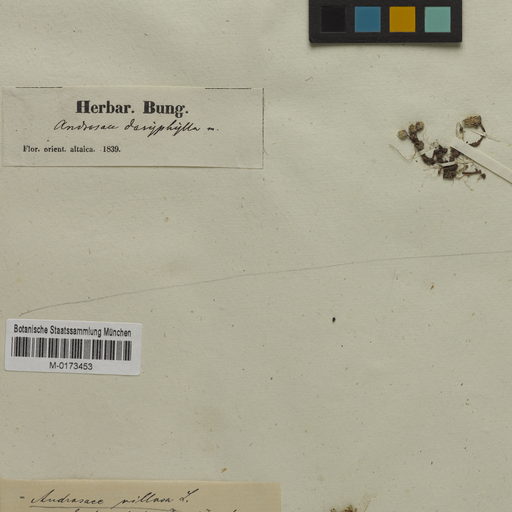 Herbar. Bung.
Androsace dasyphylla m.
Flor. orient. altaica. 1839.
Botanische Staatssammlung München
M-0173453
Androsace villosa L.